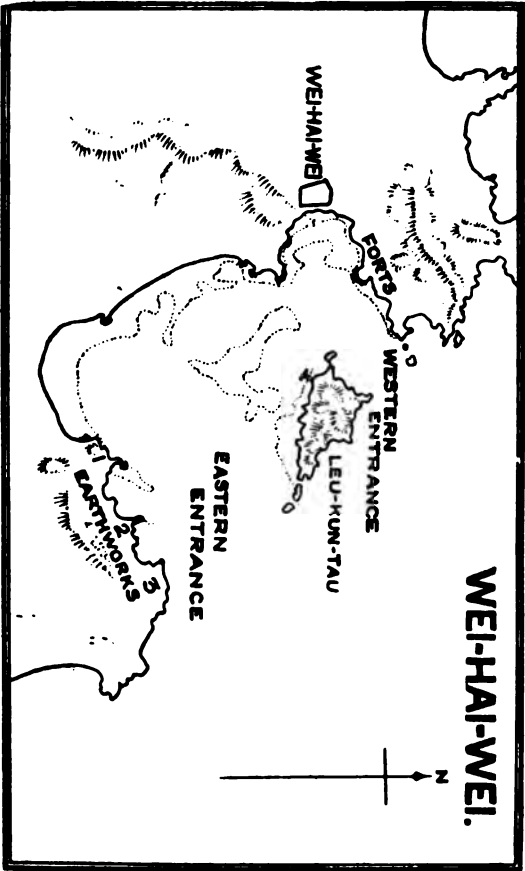 WEI-HAI-WEI.
N
WEI-HAI-WEI
FORTS
WESTERN
ENTRANCE
LEU-KUN-TAU
EASTERN
ENTRANCE
1
2
3
EARTHWORKS